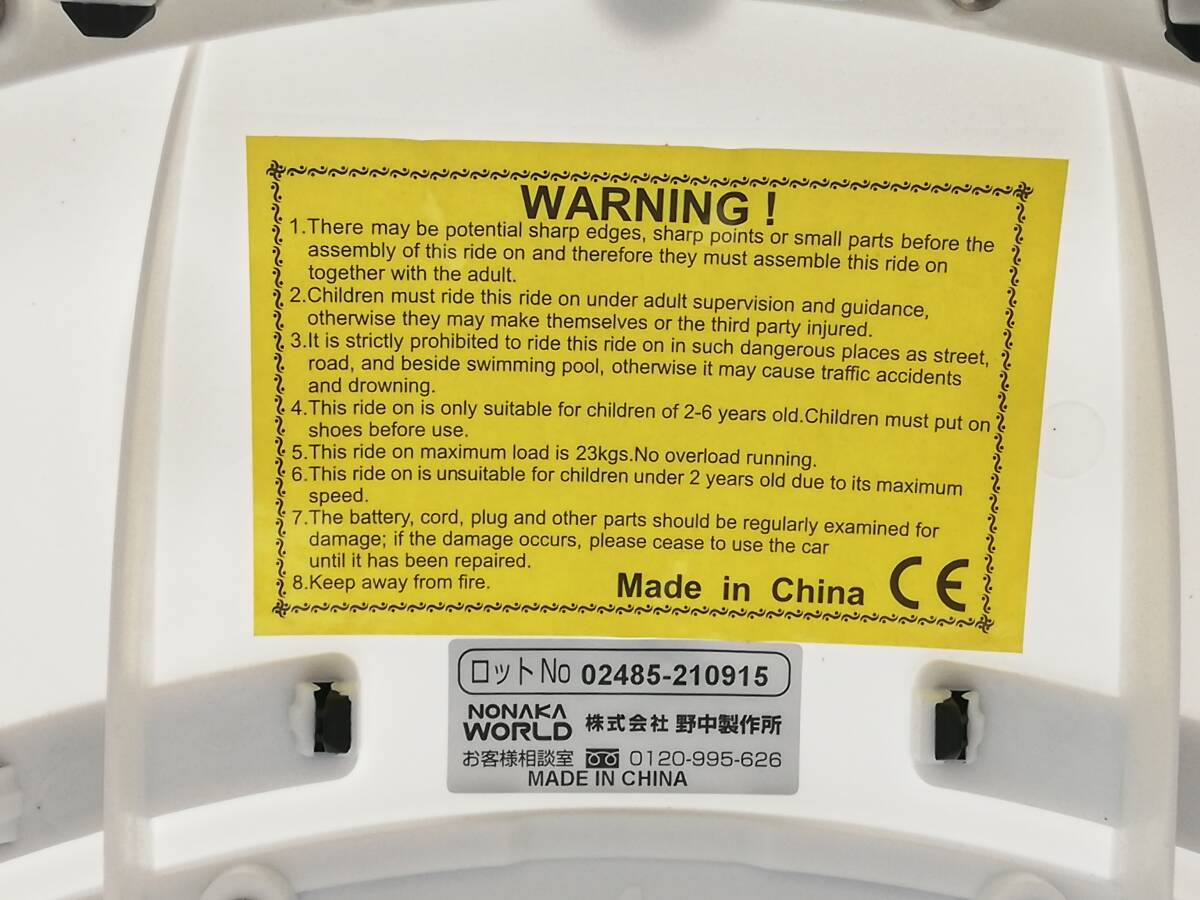 WARNING !
1.There may be potential sharp edges, sharp points or small parts before the
assembly of this ride on and therefore they must assemble this ride on
together with the adult.
2.Children must ride this ride on under adult supervision and guidance,
otherwise they may make themselves or the third party injured.
3.It is strictly prohibited to ride this ride on in such dangerous places as street,
road, and beside swimming pool, otherwise it may cause traffic accidents
and drowning.
4.This ride on is only suitable for children of 2-6 years old.Children must put on
shoes before use.
5.This ride on maximum load is 23kgs.No overload running.
6.This ride on is unsuitable for children under 2 years old due to its maximum
speed.
7.The battery, cord, plug and other parts should be regularly examined for
damage; if the damage occurs, please cease to use the car
until it has been repaired.
8.Keep away from fire.
Made in China CE
ロットNo 02485-210915
NONAKA
WORLD 株式会社 野中製作所
お客様相談室 0120-995-626
MADE IN CHINA